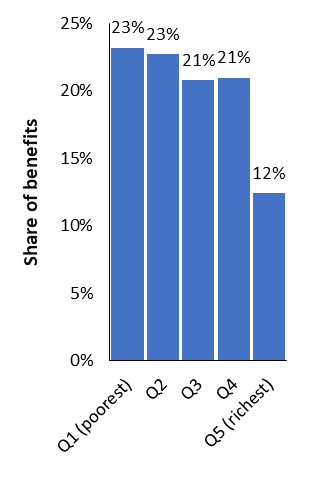 25%
20%
15%
10%
5%
0%
Share of benefits
23%
23%
21%
21%
12%
Q1 (poorest)
Q2
Q3
Q4
Q5 (richest)